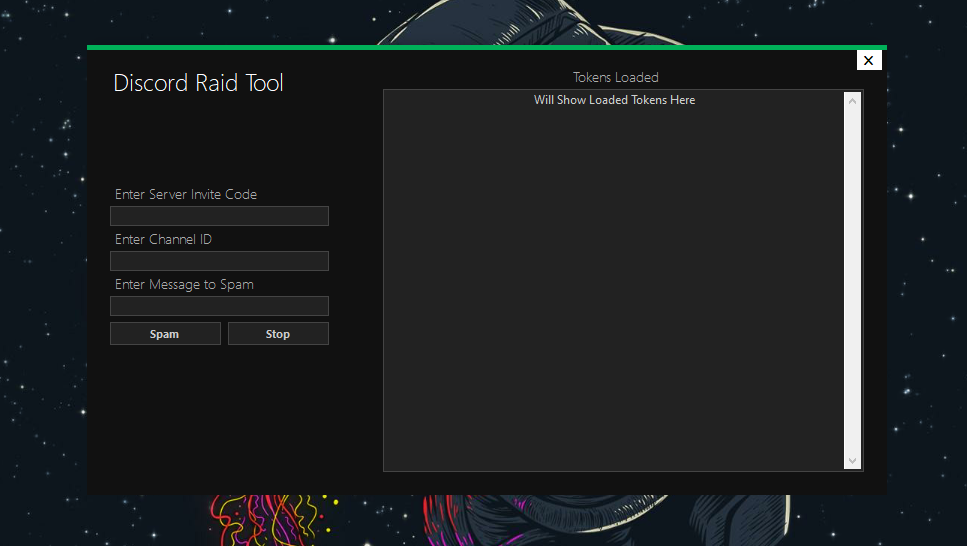 Discord Raid Tool
X
Tokens Loaded
Will Show Loaded Tokens Here
Enter Server Invite Code
Enter Channel ID
Enter Message to Spam
Spam
Stop